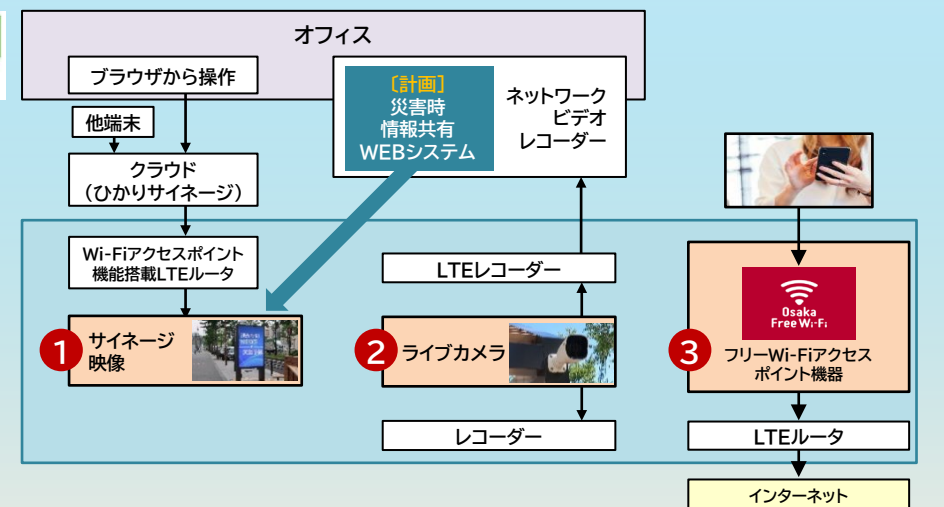 オフィス
ブラウザから操作
〔計画〕
災害時
情報共有
WEBシステム
ネットワーク
ビデオ
レコーダー
他端末
クラウド
（ひかりサイネージ）
Wi-Fiアクセスポイント
機能搭載LTEルータ
1
サイネージ
映像
LTEレコーダー
2
ライブカメラ
レコーダー
Osaka
Free Wi-Fi
3
フリーWi-Fiアクセス
ポイント機器
LTEルータ
インターネット